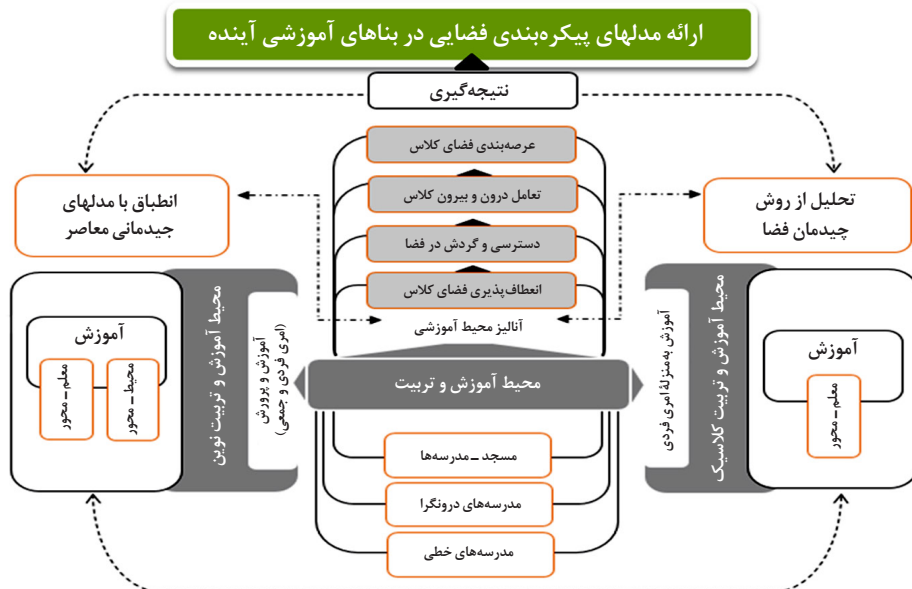 ارائه مدلهای پیکره‌بندی فضایی در بناهای آموزشی آینده
نتیجه‌گیری
عرصه‌بندی فضای کلاس
تعامل درون و بیرون کلاس
دسترسی و گردش در فضا
انعطاف‌پذیری فضای کلاس
آنالیز محیط آموزشی
تحلیل از روش
چیدمان فضا
انطباق با مدلهای
جیدمانی معاصر
محیط آموزش و تربیت
محیط آموزش و تربیت کلاسیک
آموزش به‌منزلهٔ امری فردی
آموزش
معلم ـ محور
محیط آموزش و تربیت نوین
آموزش و پرورش
(امری فردی و جمعی)
آموزش
محیط ـ محور
معلم ـ محور
مسجد ـ مدرسه‌ها
مدرسه‌های درونگرا
مدرسه‌های خطی